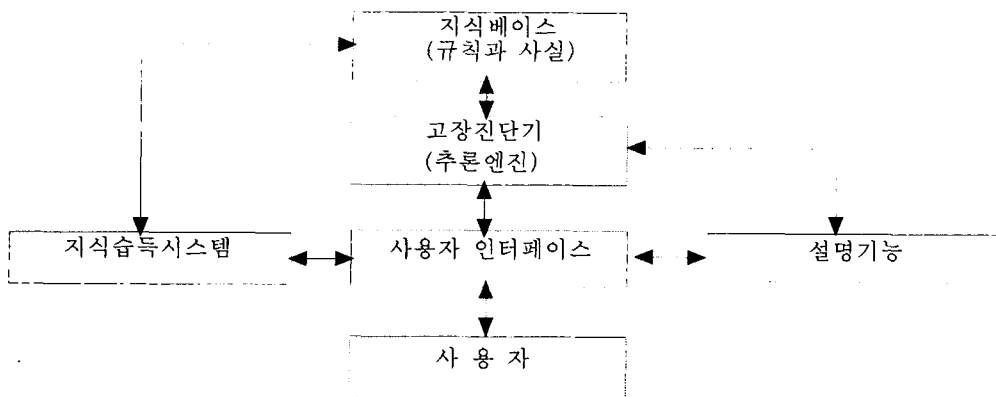 지식베이스
(규칙과 사실)
고장진단기
(추론엔진)
지식습득시스템
사용자 인터페이스
설명기능
사 용 자